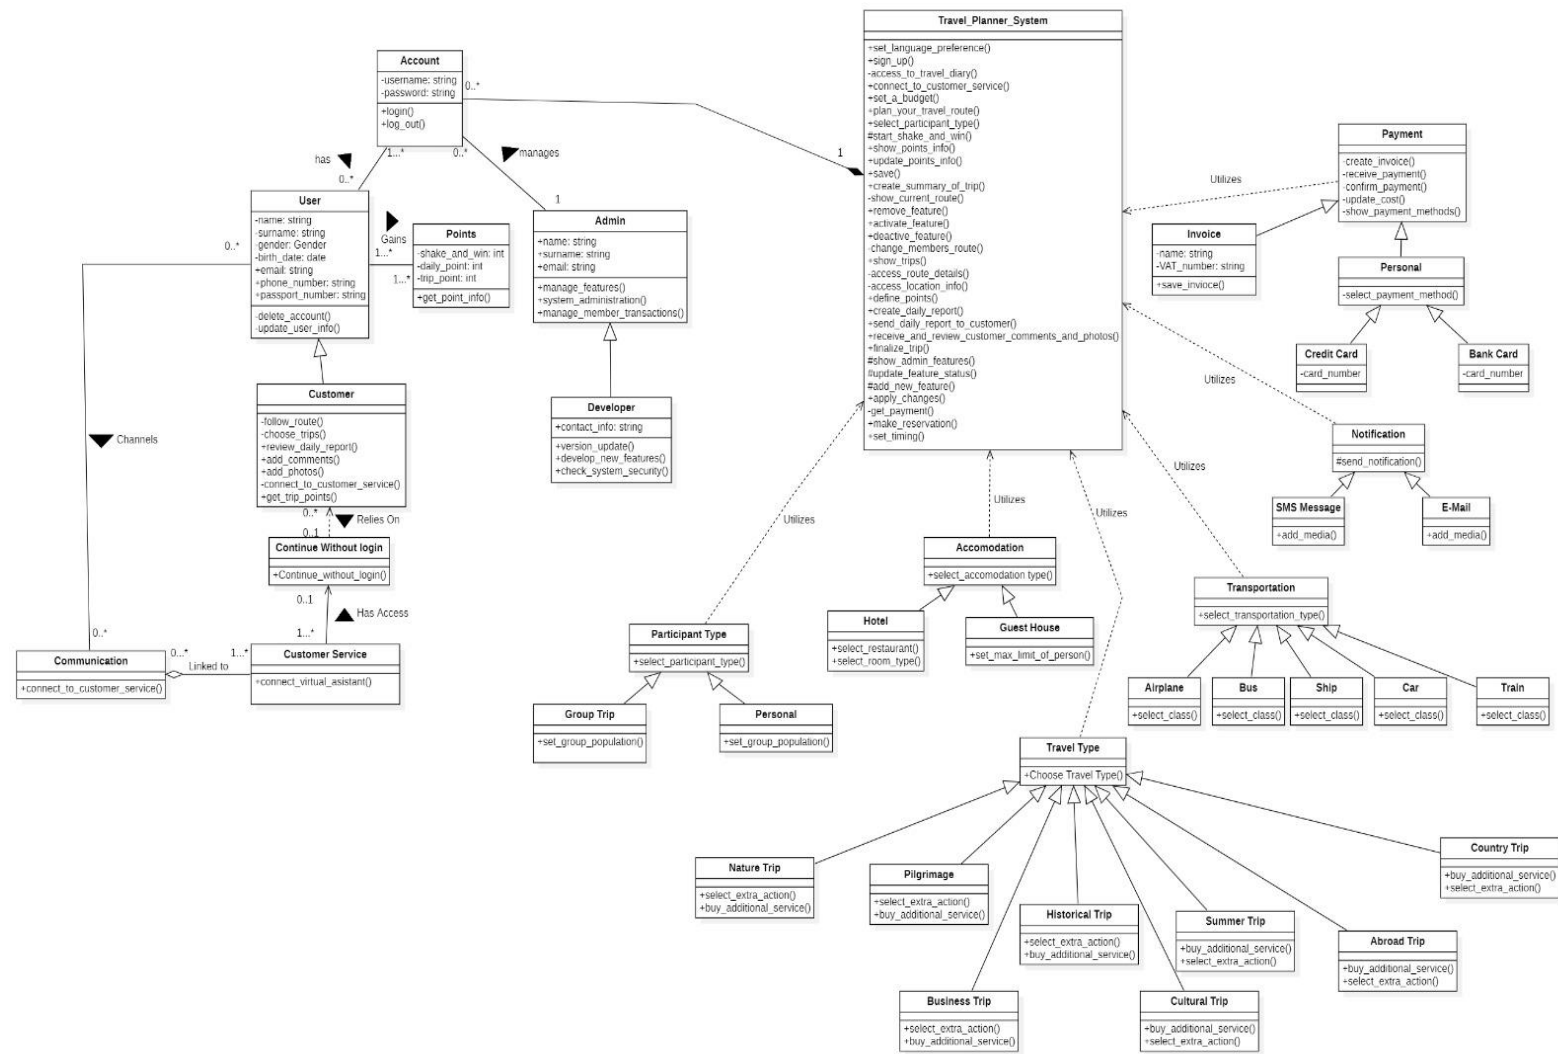 Travel_Planner_System
+set_language_preference()
+sign_up()
-access_to_travel_diary()
+connect_to_customer_service()
+set_a_budget()
+plan_your_travel_route()
+select_participant_type()
#start_shake_and_win()
+show_points_info()
+update_points_info()
+save()
+create_summary_of_trip()
-show_current_route()
+remove_feature()
+activate_feature()
+deactive_feature()
-change_members_route()
+show_trips()
-access_route_details()
-access_location_info()
+define_points()
+create_daily_report()
+send_daily_report_to_customer()
+receive_and_review_customer_comments_and_photos()
+finalize_trip()
#show_admin_features()
#update_feature_status()
#add_new_feature()
+apply_changes()
-get_payment()
+make_reservation()
+set_timing()
Account
-username: string
-password: string
+login()
+log_out()
0..*
1
has
1...*
0..*
0..*
manages
1
User
-name: string
-surname: string
-gender: Gender
-birth_date: date
+email: string
+phone_number: string
+passport_number: string
-delete_account()
-update_user_info()
0..*
Gains
1...*
1...*
Points
-shake_and_win: int
-daily_point: int
-trip_point: int
+get_point_info()
Admin
+name: string
+surname: string
+email: string
+manage_features()
+system_administration()
+manage_member_transactions()
Payment
-create_invoice()
-receive_payment()
-confirm_payment()
-update_cost()
-show_payment_methods()
Utilizes
Invoice
-name: string
-VAT_number: string
+save_invioce()
Personal
-select_payment_method()
Credit Card
-card_number
Bank Card
-card_number
Customer
-follow_route()
-choose_trips()
+review_daily_report()
+add_comments()
+add_photos()
-connect_to_customer_service()
+get_trip_points()
Channels
Developer
+contact_info: string
+version_update()
+develop_new_features()
+check_system_security()
Utilizes
Notification
#send_notification()
SMS Message
+add_media()
E-Mail
+add_media()
0..*
Relies On
0..1
Continue Without login
+Continue_without_login()
0..1
Has Access
1...*
0..*
Communication
+connect_to_customer_service()
0...*
1...*
Linked to
Customer Service
+connect_virtual_asistant()
Utilizes
Utilizes
Utilizes
Utilizes
Participant Type
+select_participant_type()
Group Trip
+set_group_population()
Personal
+set_group_population()
Accomodation
+select_accomodation type()
Hotel
+select_restaurant()
+select_room_type()
Guest House
+set_max_limit_of_person()
Transportation
+select_transportation_type()
Airplane
+select_class()
Bus
+select_class()
Ship
+select_class()
Car
+select_class()
Train
+select_class()
Travel Type
+Choose Travel Type()
Nature Trip
+select_extra_action()
+buy_additional_service()
Pilgrimage
+select_extra_action()
+buy_additional_service()
Historical Trip
+select_extra_action()
+buy_additional_service()
Summer Trip
+buy_additional_service()
+select_extra_action()
Abroad Trip
+buy_additional_service()
+select_extra_action()
Country Trip
+buy_additional_service()
+select_extra_action()
Business Trip
+select_extra_action()
+buy_additional_service()
Cultural Trip
+buy_additional_service()
+select_extra_action()